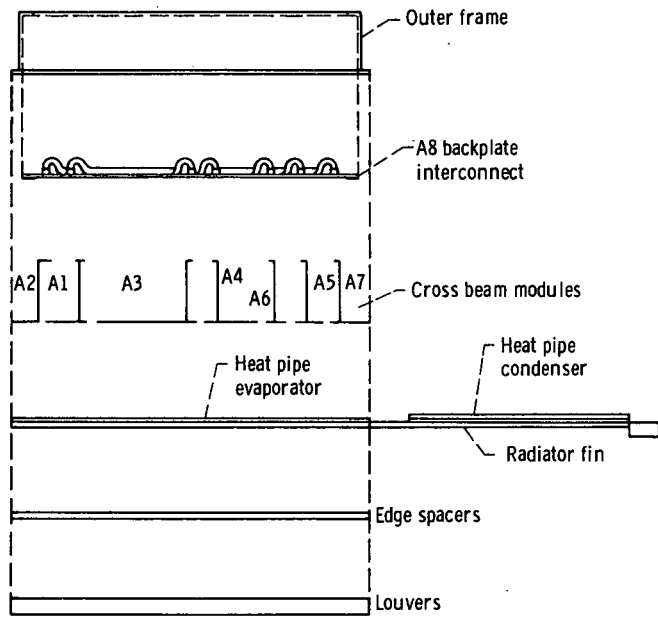 Outer frame
A8 backplate
interconnect
A2 A1 A3 A4 A6 A5 A7
Cross beam modules
Heat pipe
evaporator
Heat pipe
condenser
Radiator fin
Edge spacers
Louvers